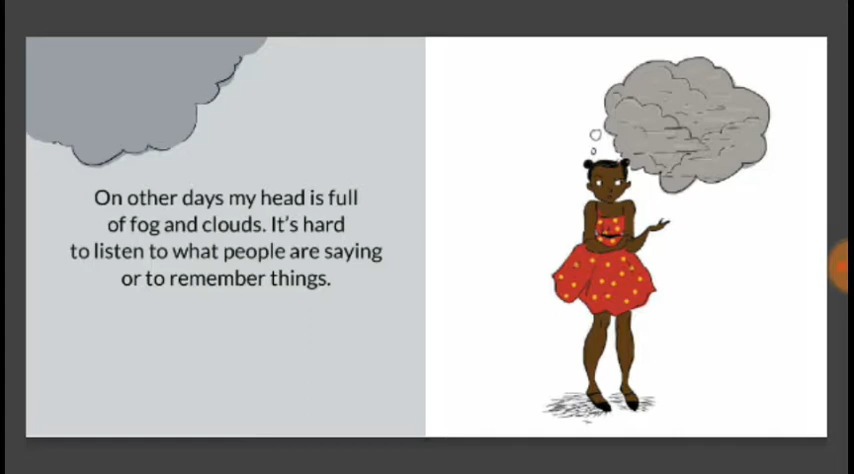 On other days my head is full
of fog and clouds. It’s hard
to listen to what people are saying
or to remember things.